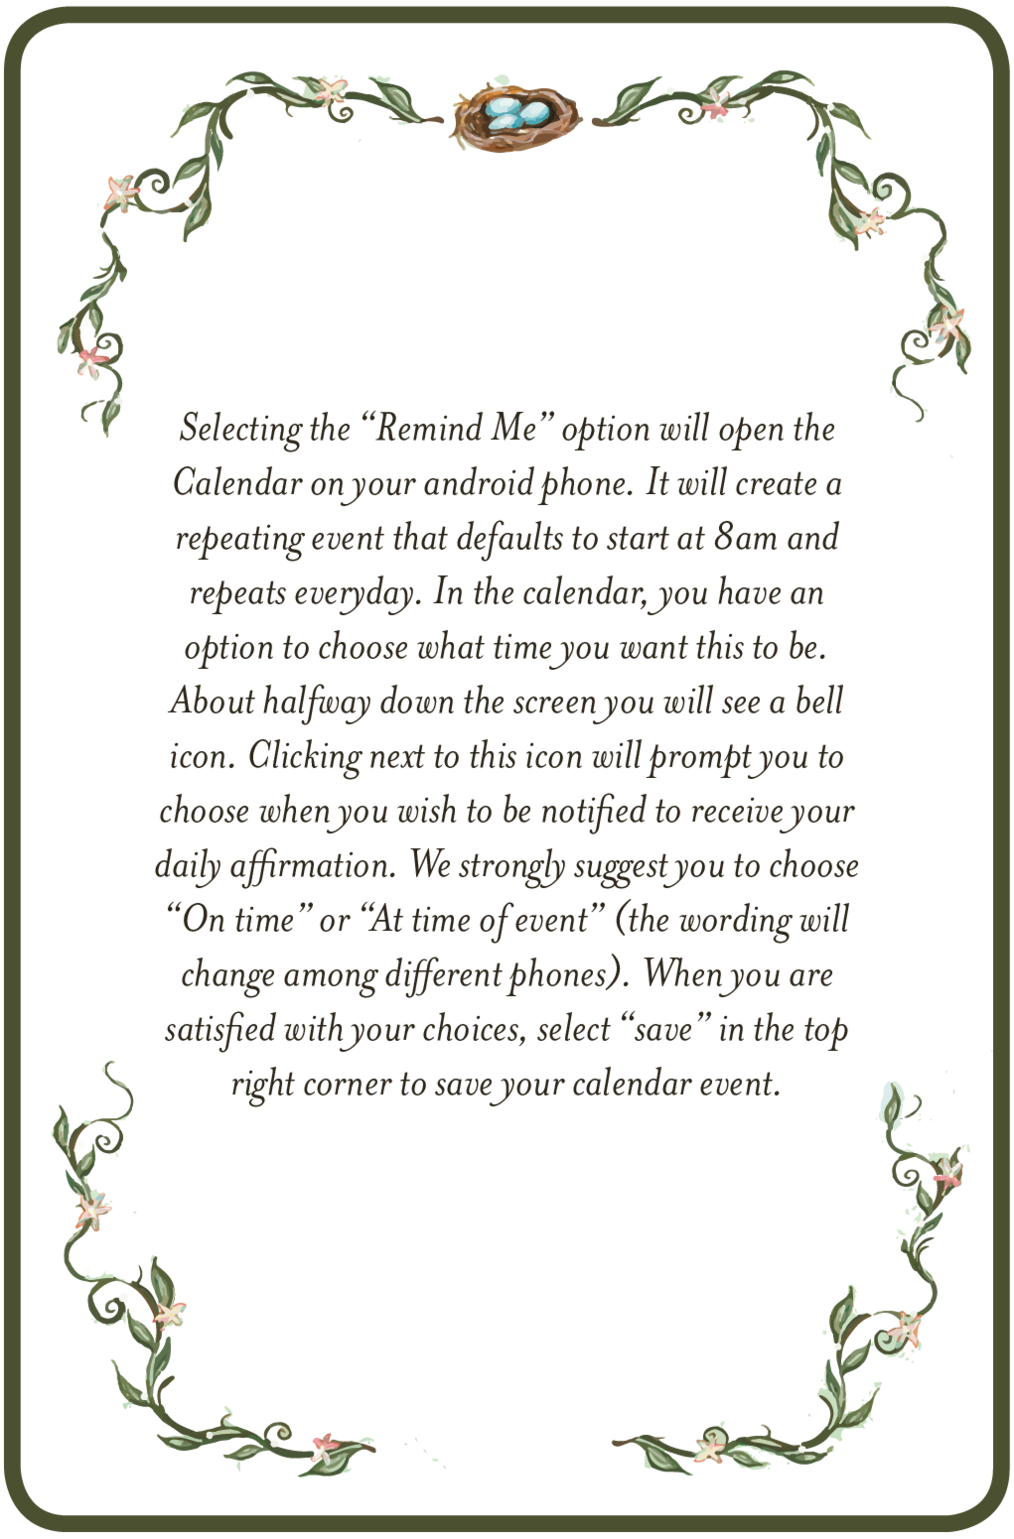 Selecting the “Remind Me” option will open the
Calendar on your android phone. It will create a
repeating event that defaults to start at 8am and
repeats everyday. In the calendar, you have an
option to choose what time you want this to be.
About halfway down the screen you will see a bell
icon. Clicking next to this icon will prompt you to
choose when you wish to be notified to receive your
daily affirmation. We strongly suggest you to choose
“On time” or “At time of event” (the wording will
change among different phones). When you are
satisfied with your choices, select “save” in the top
right corner to save your calendar event.